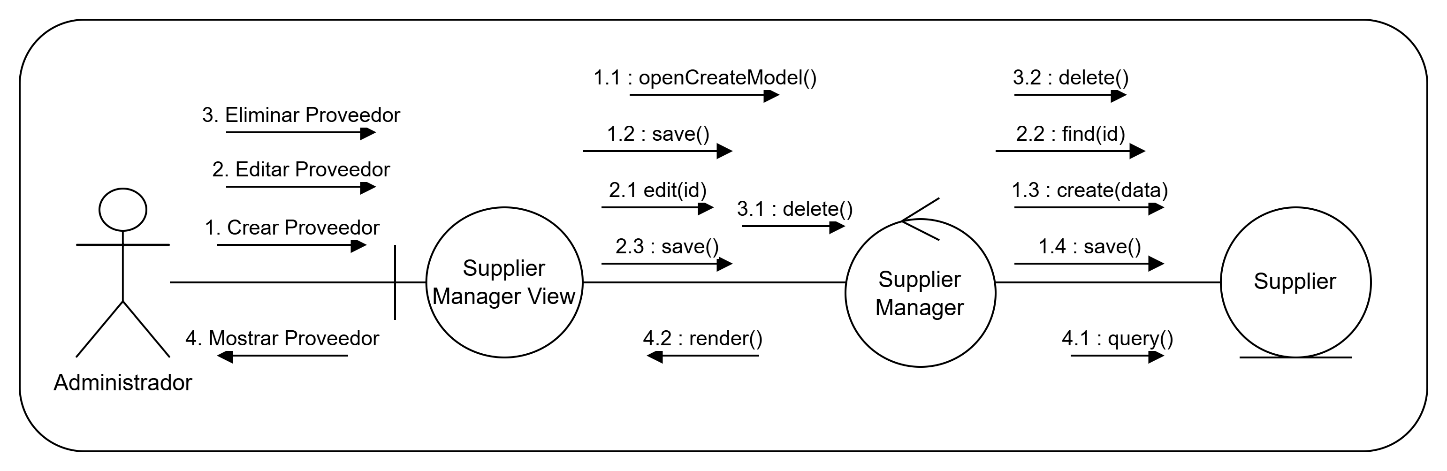 1.1 : openCreateModel()
3.2 : delete()
3. Eliminar Proveedor
1.2 : save()
2.2 : find(id)
2. Editar Proveedor
2.1 edit(id)
1.3 : create(data)
3.1 : delete()
1. Crear Proveedor
2.3 : save()
1.4 : save()
Supplier
Manager View
Supplier
Manager
Supplier
4. Mostrar Proveedor
4.2 : render()
4.1 : query()
Administrador